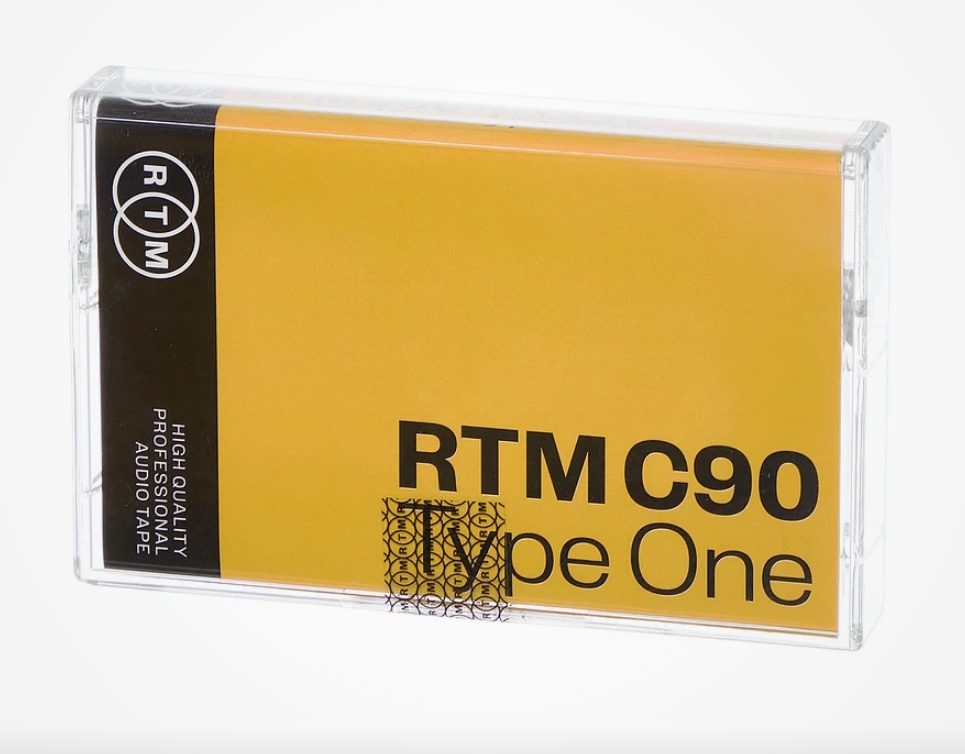 RTM
HIGH QUALITY
PROFESSIONAL
AUDIO TAPE
RTM C90
Type One